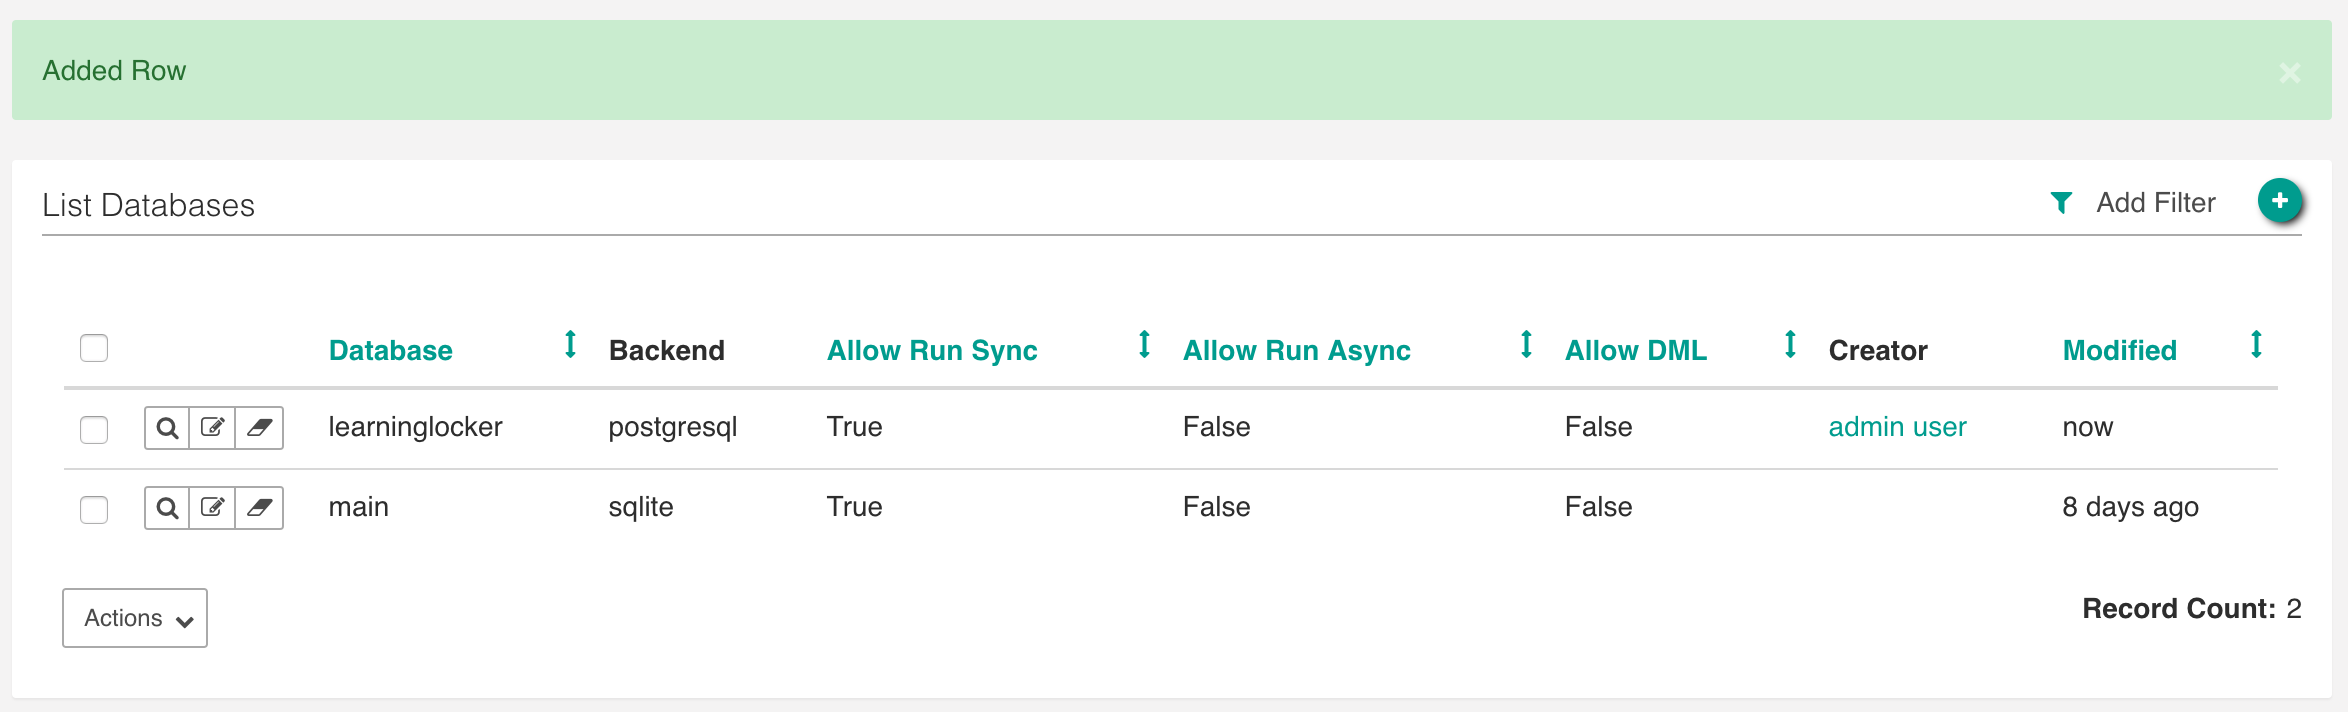 Added Row
×
List Databases
Add Filter
Database Backend Allow Run Sync Allow Run Async Allow DML Creator Modified
learninglocker postgresql True False False admin user now
main sqlite True False False 8 days ago
Actions
Record Count: 2